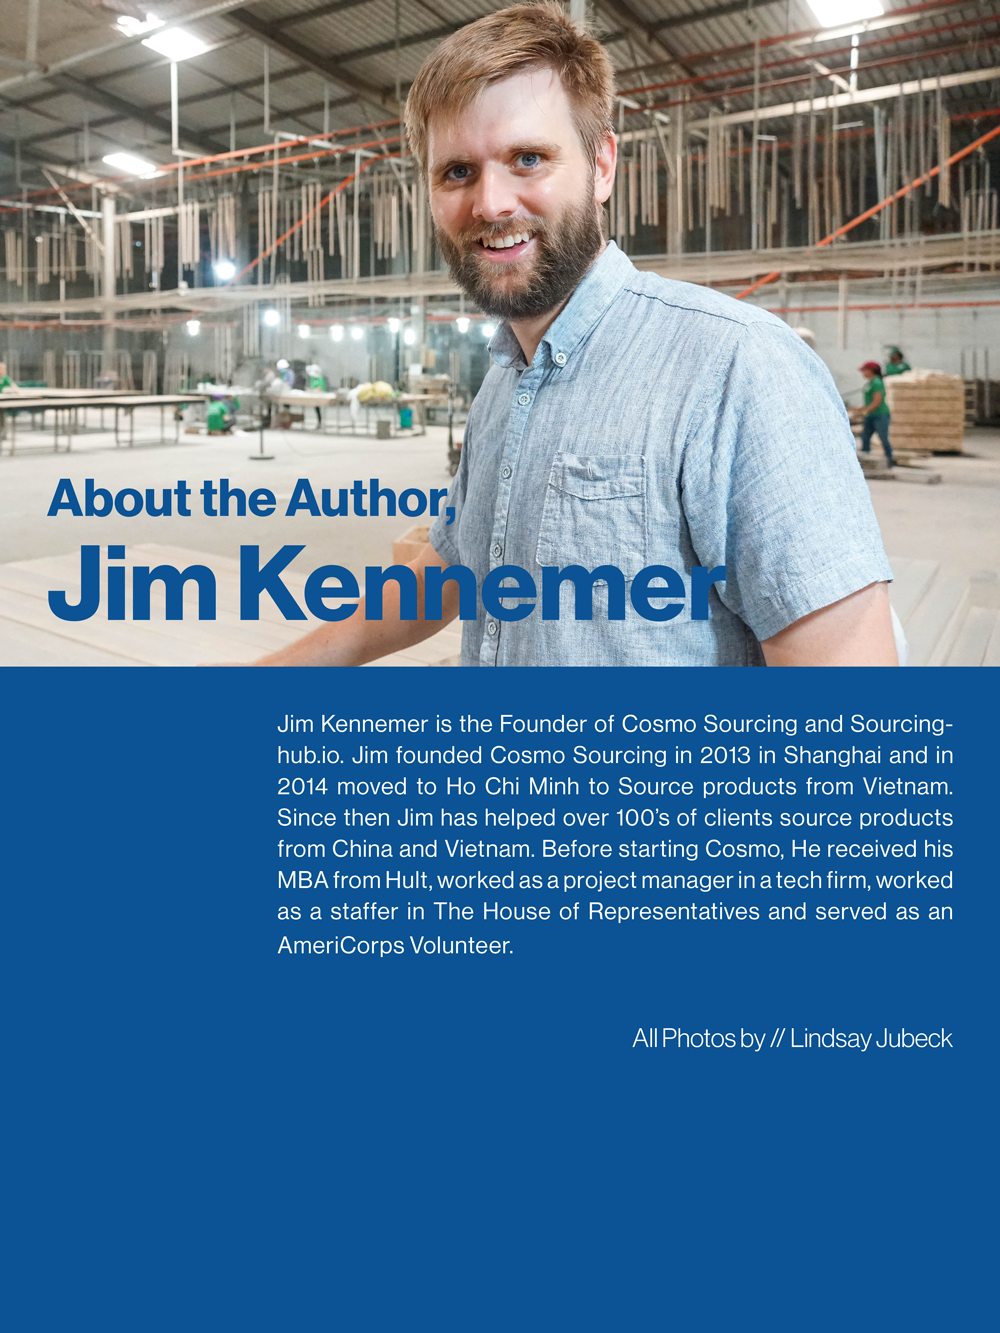 About the Author,
Jim Kennemer
Jim Kennemer is the Founder of Cosmo Sourcing and Sourcing-
hub.io. Jim founded Cosmo Sourcing in 2013 in Shanghai and in
2014 moved to Ho Chi Minh to Source products from Vietnam.
Since then Jim has helped over 100’s of clients source products
from China and Vietnam. Before starting Cosmo, He received his
MBA from Hult, worked as a project manager in a tech firm, worked
as a staffer in The House of Representatives and served as an
AmeriCorps Volunteer.
All Photos by // Lindsay Jubeck